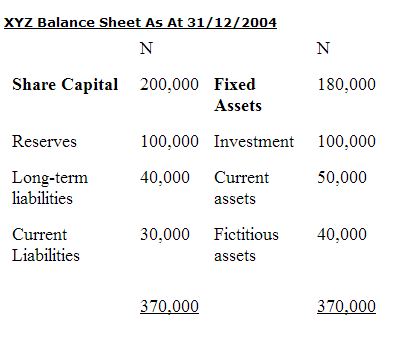 XYZ Balance Sheet As At 31/12/2004
N N
Share Capital 200,000 Fixed 180,000
Assets
Reserves 100,000 Investment 100,000
Long-term 40,000 Current 50,000
liabilities assets
Current 30,000 Fictitious 40,000
Liabilities assets
370,000 370,000